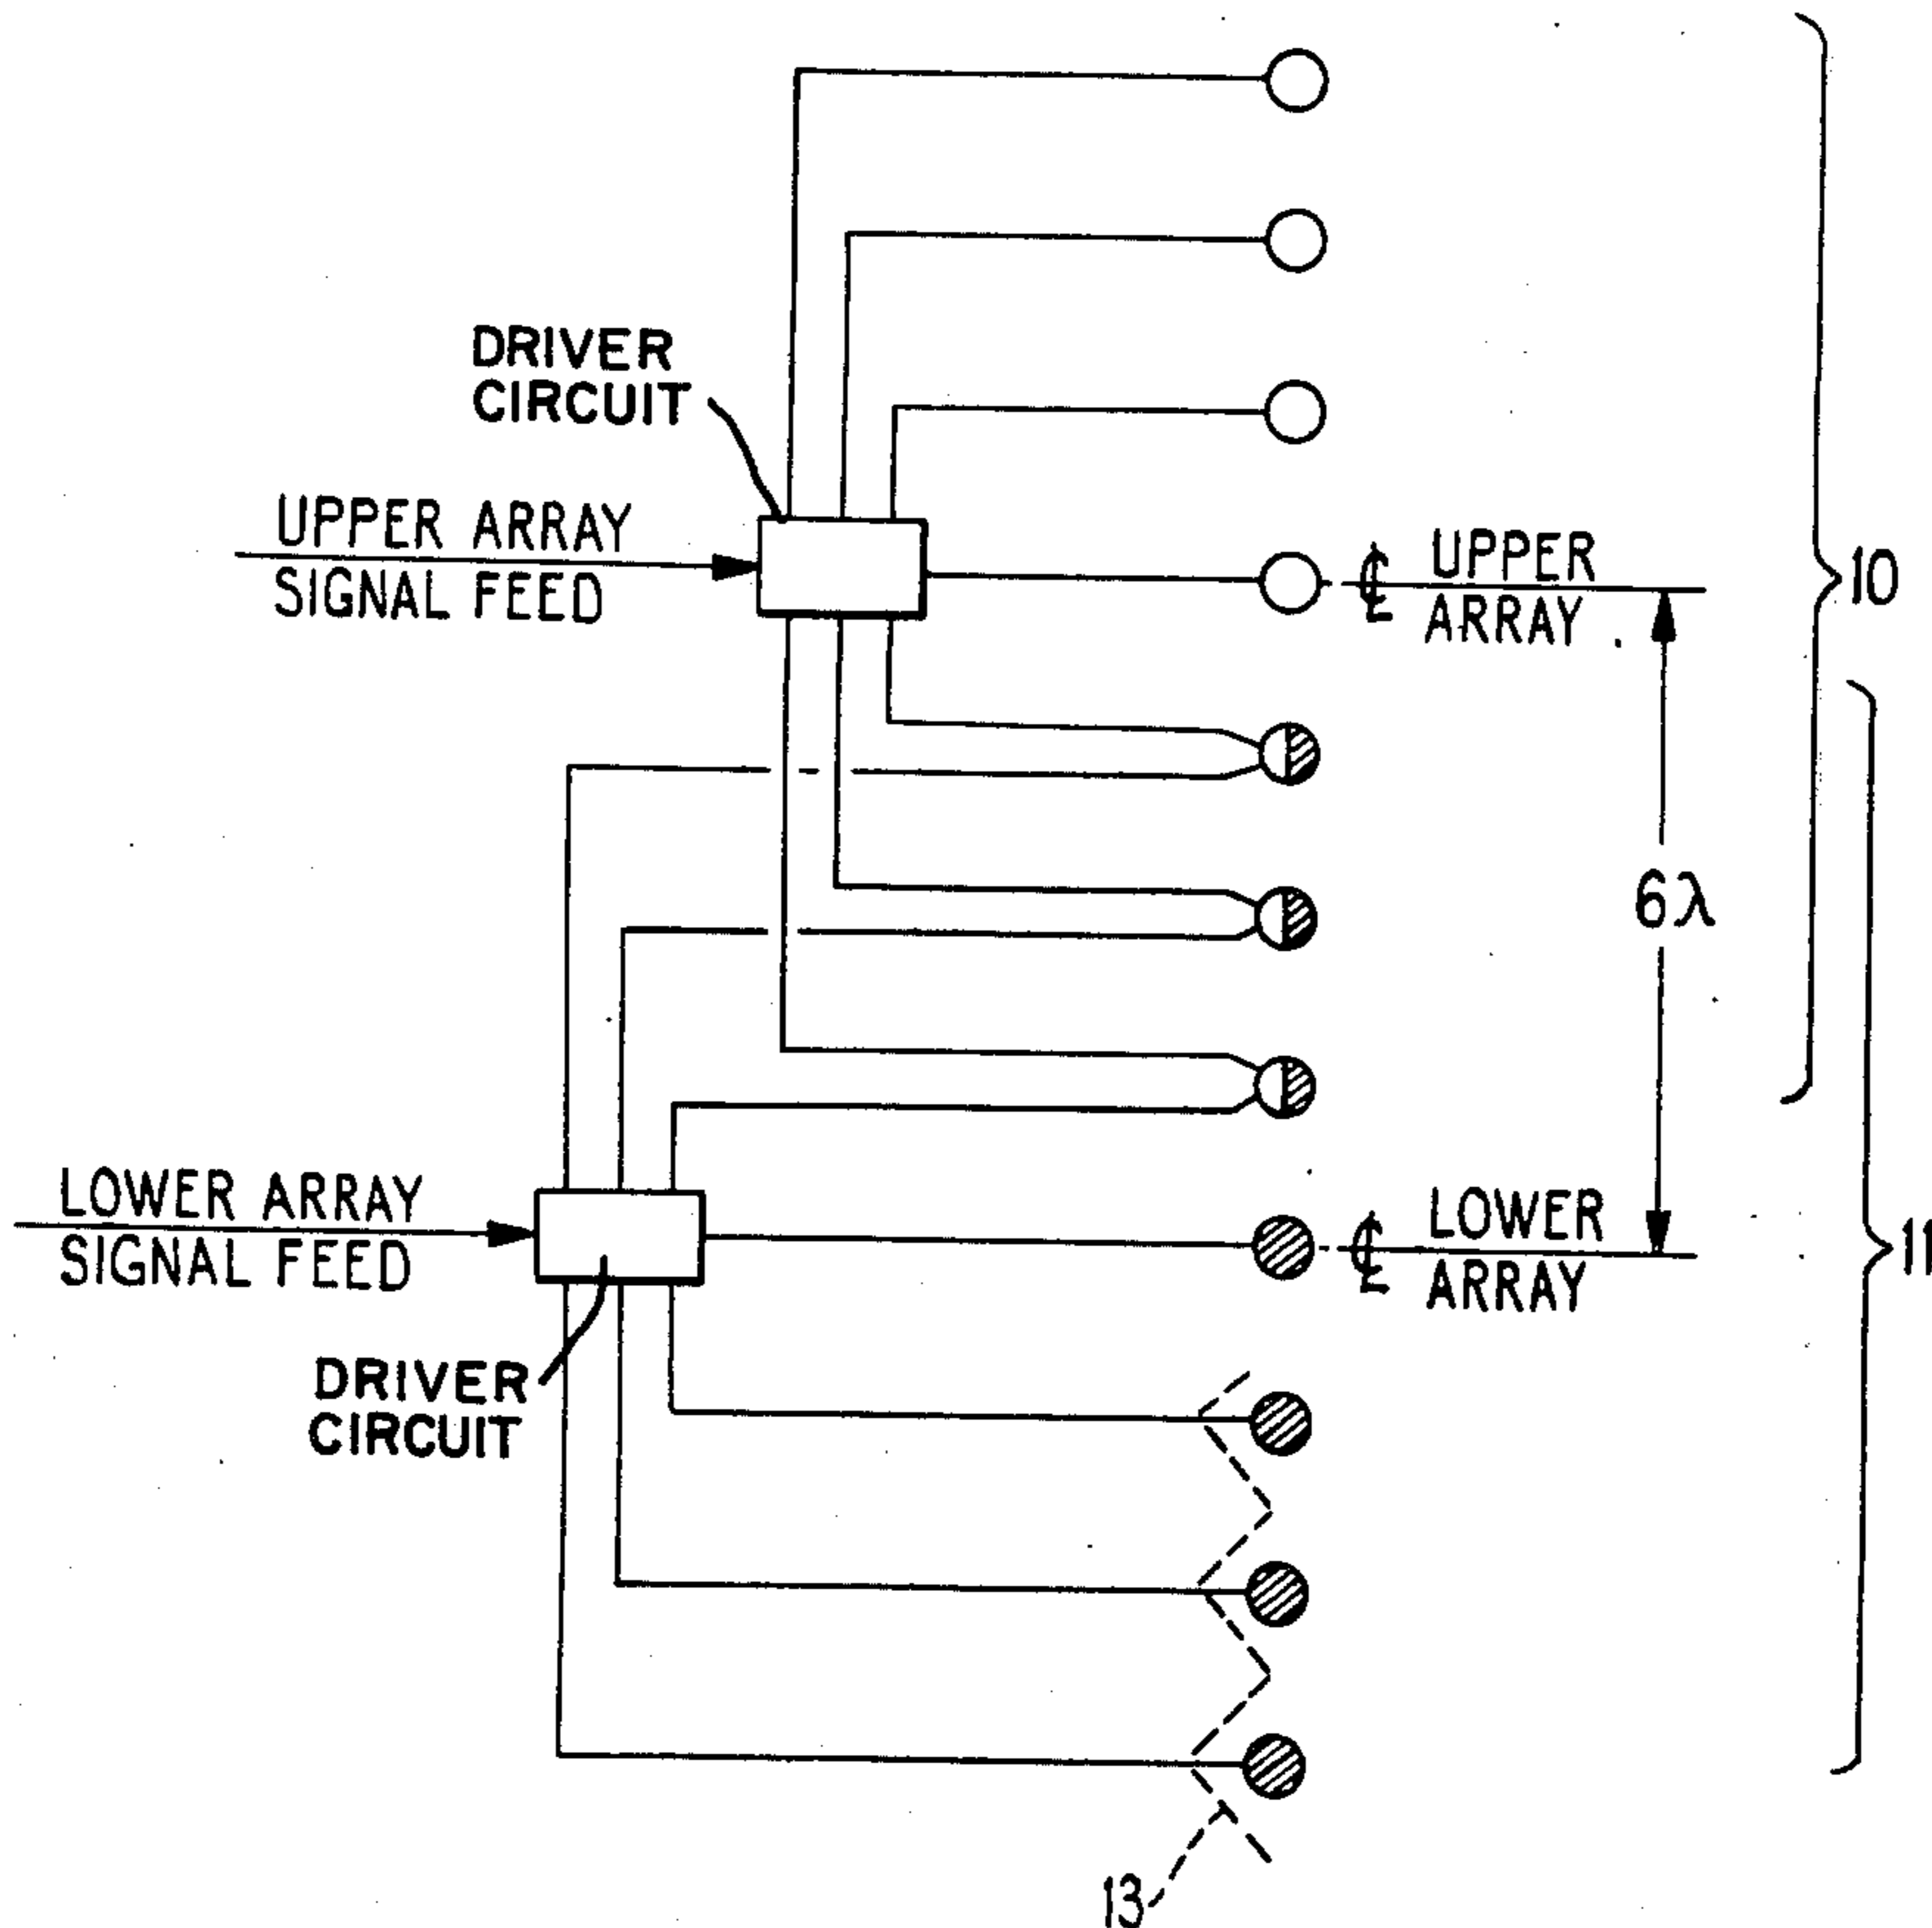 DRIVER
CIRCUIT
UPPER ARRAY
SIGNAL FEED
℄ UPPER
ARRAY
10
6λ
LOWER ARRAY
SIGNAL FEED
℄ LOWER
ARRAY
11
DRIVER
CIRCUIT
13